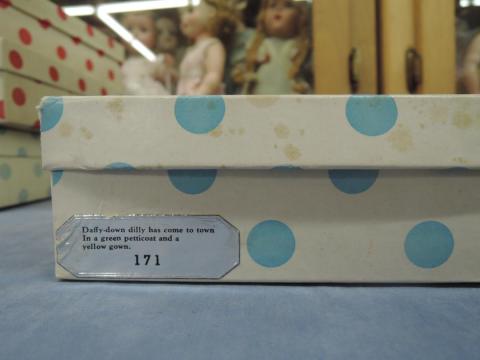 Daffy-down dilly has come to town
In a green petticoat and a
yellow gown.
171